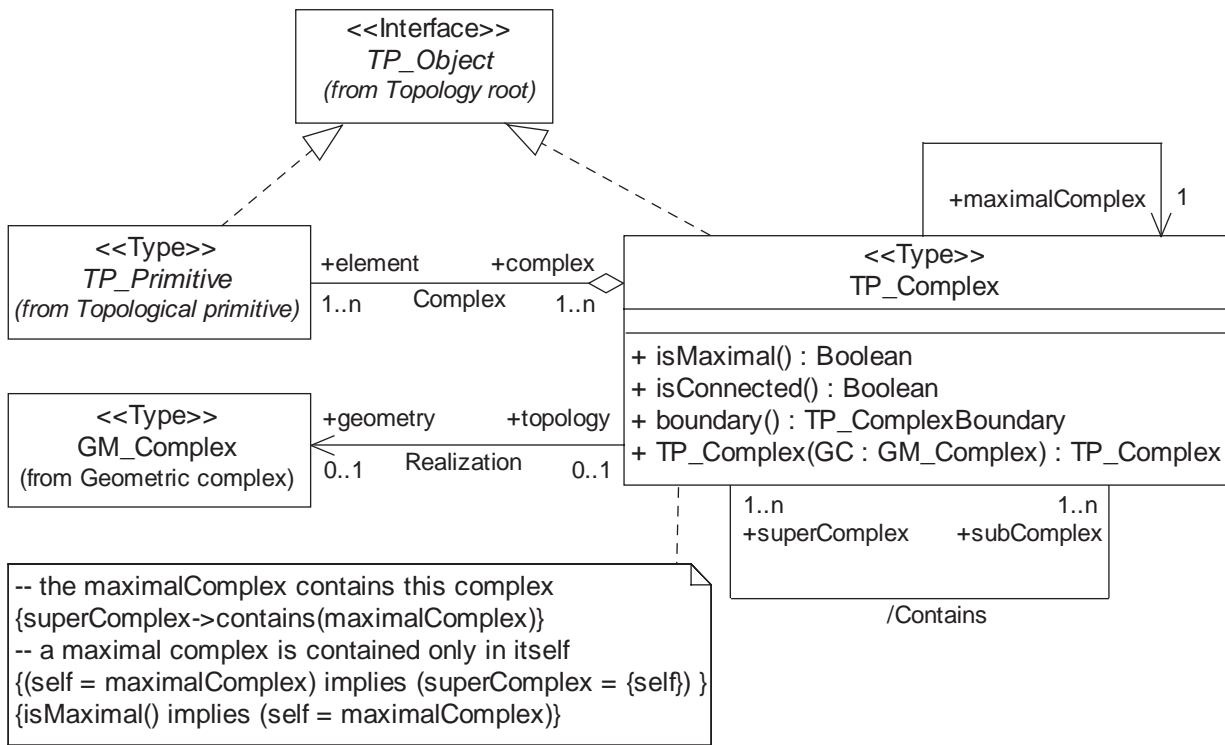 <<Interface>>
TP_Object
(from Topology root)
+maximalComplex
1
<<Type>>
TP_Primitive
(from Topological primitive)
+element
+complex
1..n
Complex
1..n
<<Type>>
TP_Complex
+ isMaximal() : Boolean
+ isConnected() : Boolean
+ boundary() : TP_ComplexBoundary
+ TP_Complex(GC : GM_Complex) : TP_Complex
<<Type>>
GM_Complex
(from Geometric complex)
+geometry
+topology
0..1
Realization
0..1
1..n
1..n
+superComplex
+subComplex
/Contains
-- the maximalComplex contains this complex
{superComplex->contains(maximalComplex)}
-- a maximal complex is contained only in itself
{(self = maximalComplex) implies (superComplex = {self}) }
{isMaximal() implies (self = maximalComplex)}